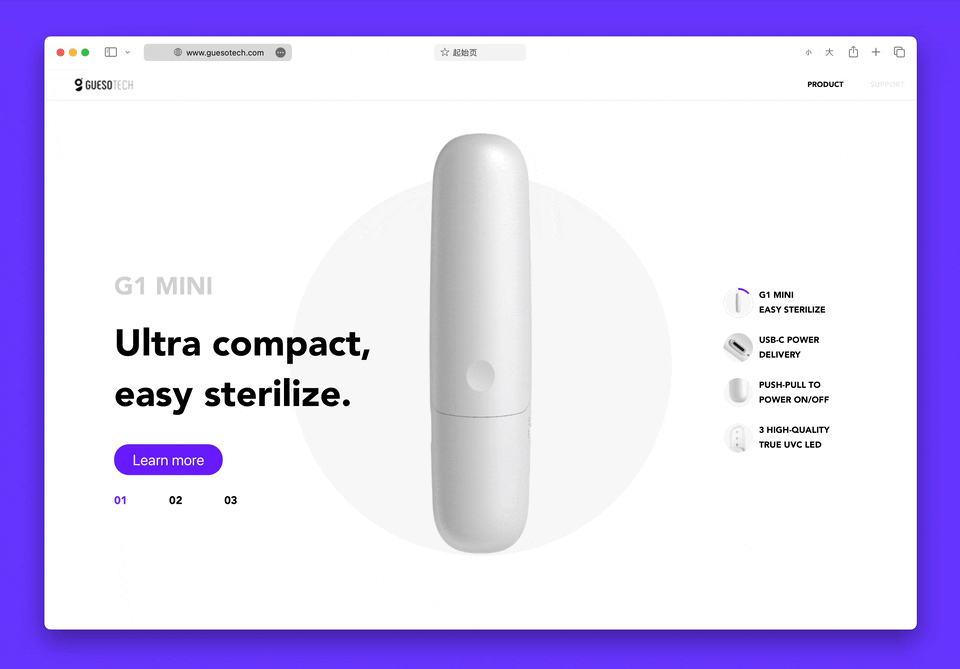 www.guesotech.com
起始页
小
大
GUESOTECH
PRODUCT
SUPPORT
G1 MINI
Ultra compact,
easy sterilize.
Learn more
01
02
03
G1 MINI
EASY STERILIZE
USB-C POWER
DELIVERY
PUSH-PULL TO
POWER ON/OFF
3 HIGH-QUALITY
TRUE UVC LED